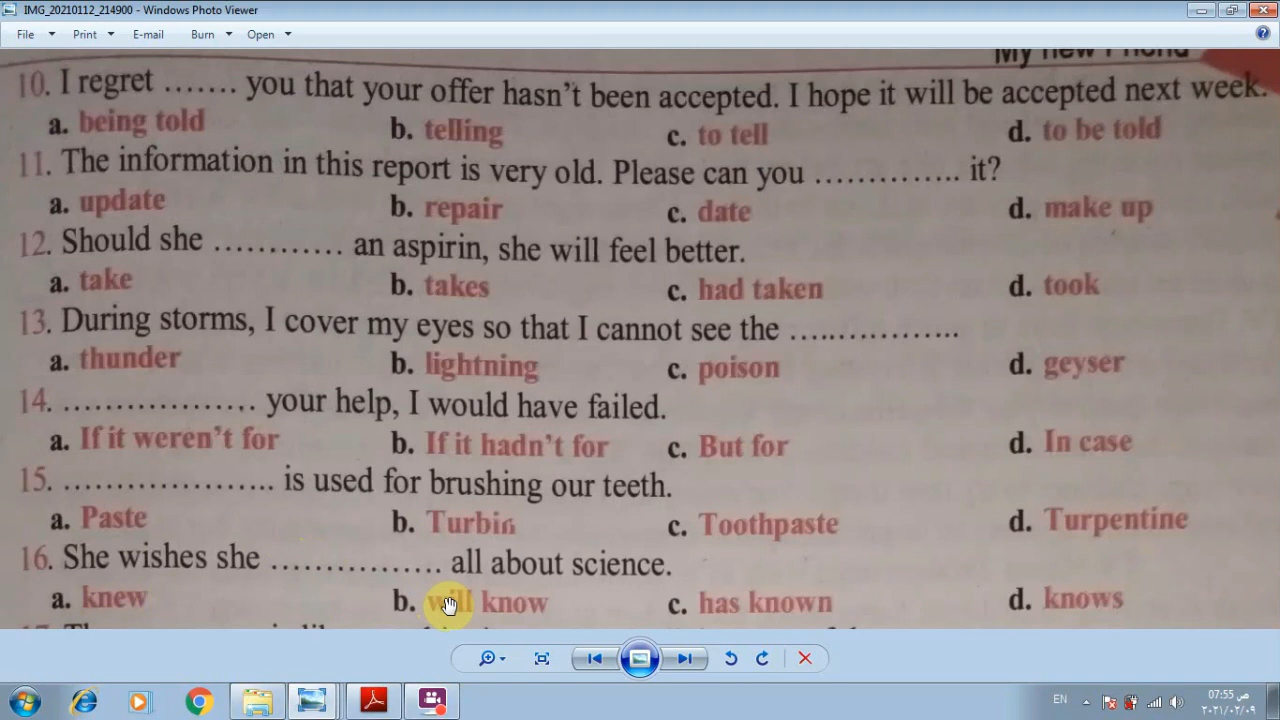 IMG_20210112_214900 - Windows Photo Viewer
File Print E-mail Burn Open
My new Friend
10. I regret ....... you that your offer hasn't been accepted. I hope it will be accepted next week.
a. being told b. telling c. to tell d. to be told
11. The information in this report is very old. Please can you .............. it?
a. update b. repair c. date d. make up
12. Should she ............ an aspirin, she will feel better.
a. take b. takes c. had taken d. took
13. During storms, I cover my eyes so that I cannot see the ...................
a. thunder b. lightning c. poison d. geyser
14. .................. your help, I would have failed.
a. If it weren't for b. If it hadn't for c. But for d. In case
15. .................... is used for brushing our teeth.
a. Paste b. Turbin c. Toothpaste d. Turpentine
16. She wishes she ................ all about science.
a. knew b. will know c. has known d. knows
EN 07:55 ص
٢٠٢١/٠٢/٠٩